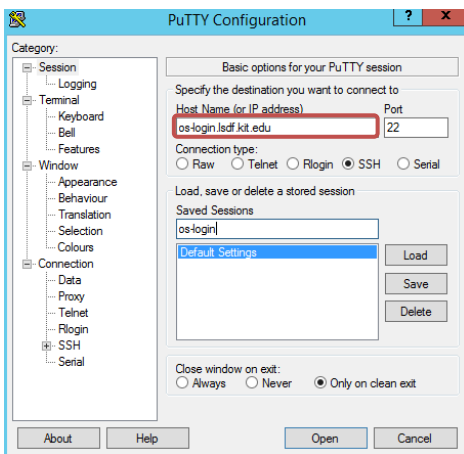 PuTTY Configuration
?
x
Category:
Session
Logging
Terminal
Keyboard
Bell
Features
Window
Appearance
Behaviour
Translation
Selection
Colours
Connection
Data
Proxy
Telnet
Rlogin
SSH
Serial
Basic options for your PuTTY session
Specify the destination you want to connect to
Host Name (or IP address) Port
os-login.lsdf.kit.edu 22
Connection type:
Raw Telnet Rlogin SSH Serial
Load, save or delete a stored session
Saved Sessions
os-login
Default Settings
Load
Save
Delete
Close window on exit:
Always Never Only on clean exit
About Help Open Cancel